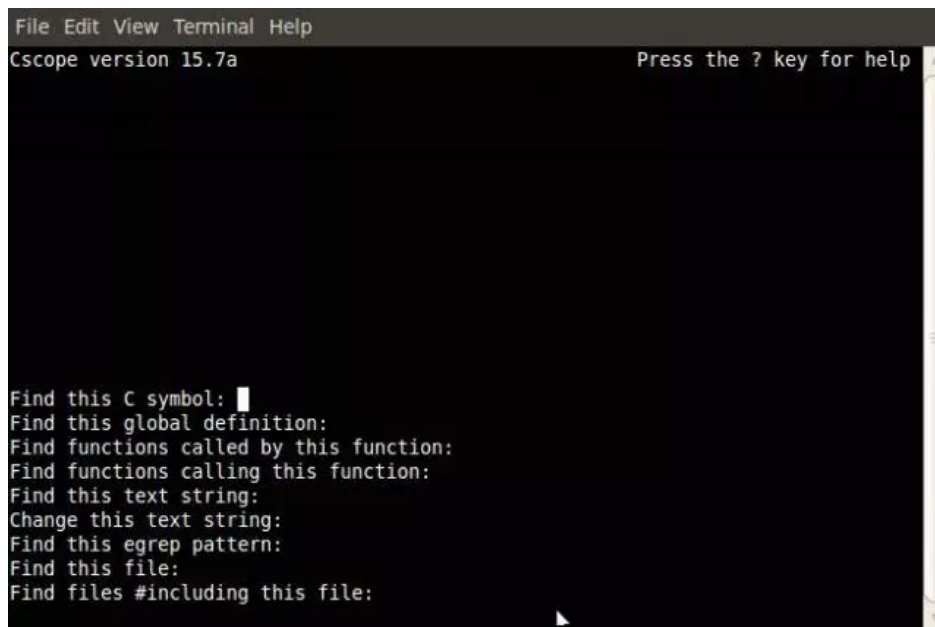 File Edit View Terminal Help
Cscope version 15.7a Press the ? key for help
Find this C symbol:
Find this global definition:
Find functions called by this function:
Find functions calling this function:
Find this text string:
Change this text string:
Find this egrep pattern:
Find this file:
Find files #including this file: